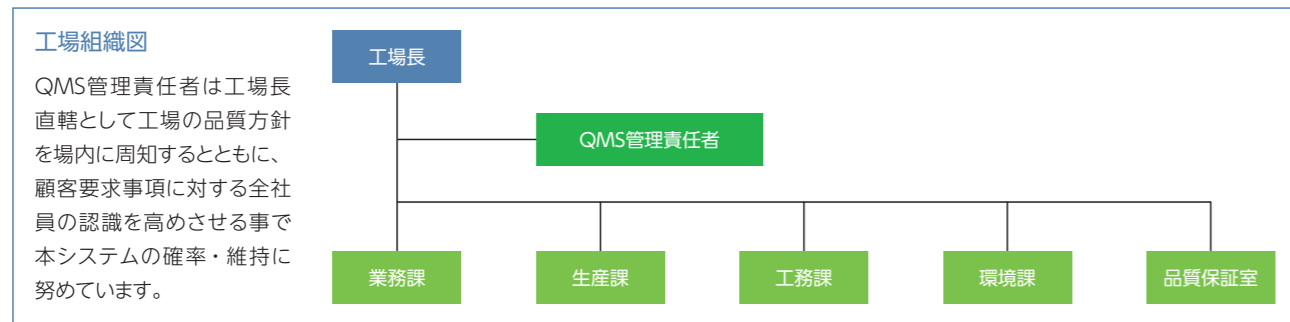 工場組織図
QMS管理責任者は工場長
直轄として工場の品質方針
を場内に周知するとともに、
顧客要求事項に対する全社
員の認識を高めさせる事で
本システムの確率・維持に
努めています。
工場長
QMS管理責任者
業務課
生産課
工務課
環境課
品質保証室